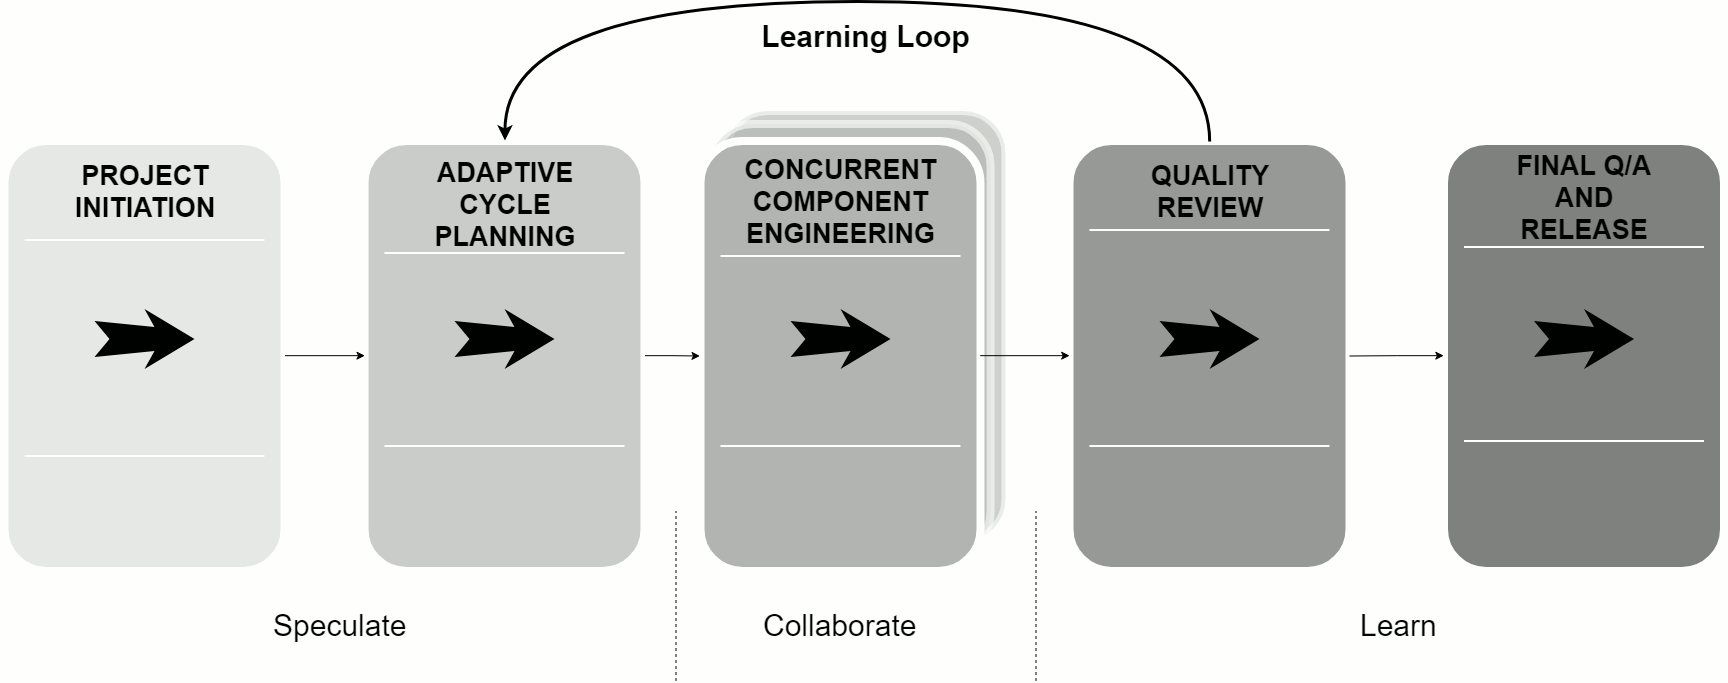 Learning Loop
PROJECT
INITIATION
ADAPTIVE
CYCLE
PLANNING
CONCURRENT
COMPONENT
ENGINEERING
QUALITY
REVIEW
FINAL Q/A
AND
RELEASE
Speculate
Collaborate
Learn